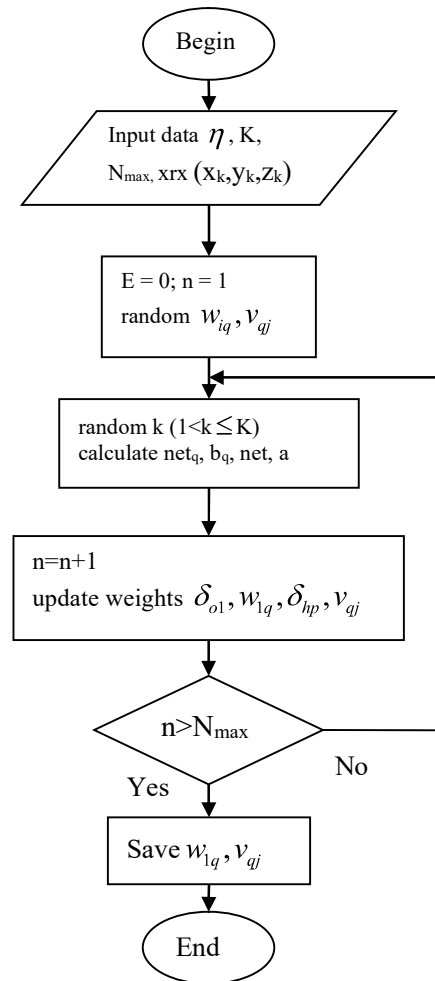 Begin
Input data η, K,
Nmax, xrx (xk,yk,zk)
E = 0; n = 1
random wiq, vqj
random k (1<k≤K)
calculate netq, bq, net, a
n=n+1
update weights δo1, w1q, δhp, vqj
n>Nmax
No
Yes
Save w1q, vqj
End